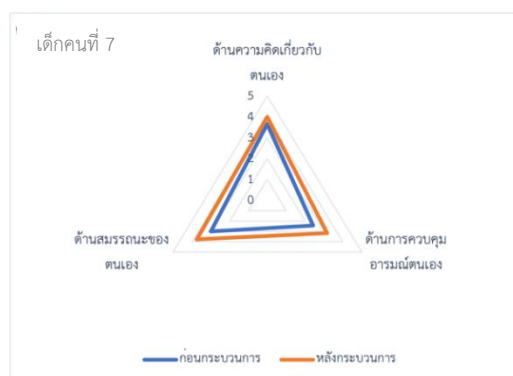 เด็กคนที่ 7
ด้านความคิดเกี่ยวกับ
ตนเอง
5
4
3
2
1
0
ด้านสมรรถนะของ
ตนเอง
ด้านการควบคุม
อารมณ์ตนเอง
ก่อนกระบวนการ
หลังกระบวนการ